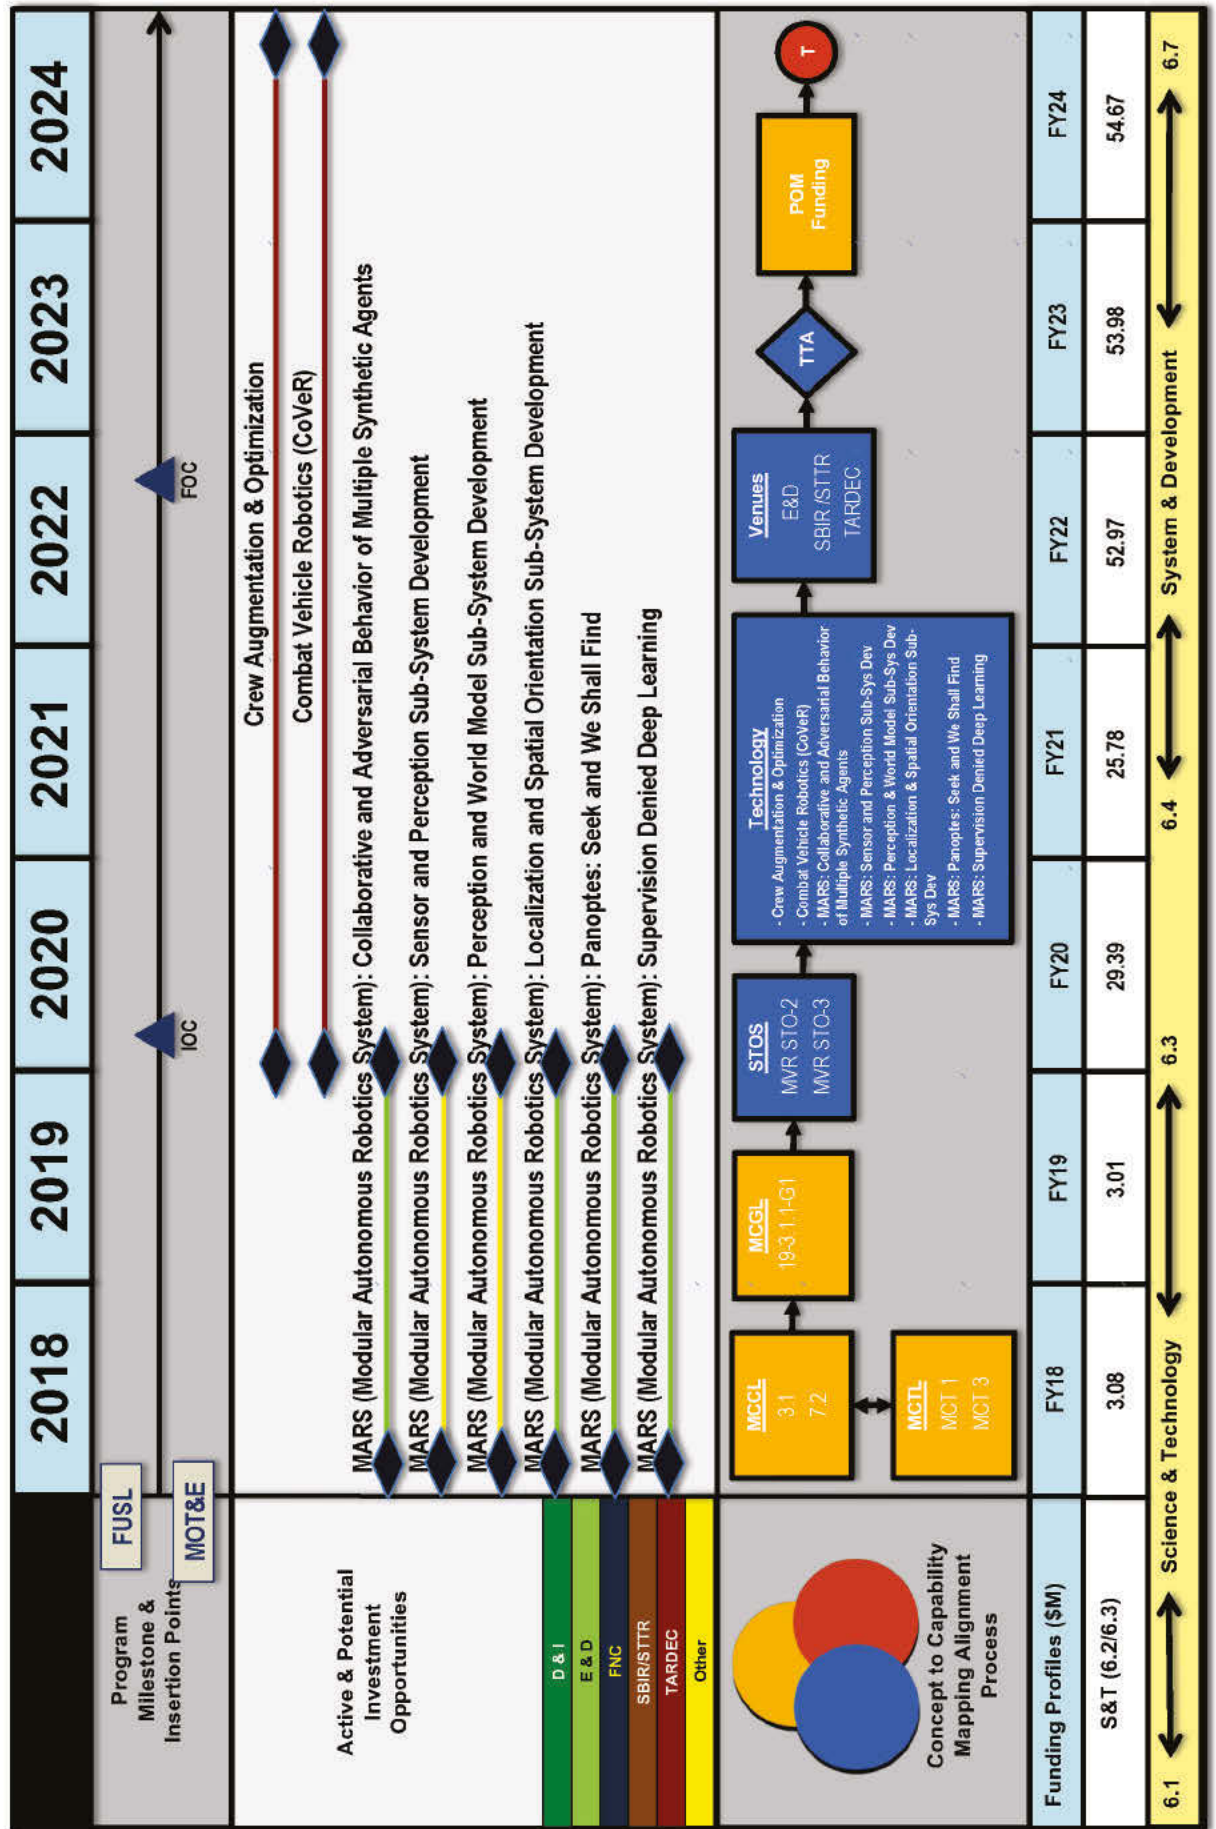 2018
2019
2020
2021
2022
2023
2024
Program
Milestone &
Insertion Points
FUSL
MOT&E
IOC
FOC
Active & Potential
Investment
Opportunities
D & I
E & D
FNC
SBIR/STTR
TARDEC
Other
Crew Augmentation & Optimization
Combat Vehicle Robotics (CoVeR)
MARS (Modular Autonomous Robotics System): Collaborative and Adversarial Behavior of Multiple Synthetic Agents
MARS (Modular Autonomous Robotics System): Sensor and Perception Sub-System Development
MARS (Modular Autonomous Robotics System): Perception and World Model Sub-System Development
MARS (Modular Autonomous Robotics System): Localization and Spatial Orientation Sub-System Development
MARS (Modular Autonomous Robotics System): Panoptes: Seek and We Shall Find
MARS (Modular Autonomous Robotics System): Supervision Denied Deep Learning
Concept to Capability
Mapping Alignment
Process
MCCL
3.1
7.2
MCTL
MCT 1
MCT 3
MCGL
19-3.1.1-G1
STOS
MVR STO-2
MVR STO-3
Technology
- Crew Augmentation & Optimization
- Combat Vehicle Robotics (CoVeR)
- MARS: Collaborative and Adversarial Behavior
of Multiple Synthetic Agents
- MARS: Sensor and Perception Sub-Sys Dev
- MARS: Perception & World Model Sub-Sys Dev
- MARS: Localization & Spatial Orientation Sub-
Sys Dev
- MARS: Panoptes: Seek and We Shall Find
- MARS: Supervision Denied Deep Learning
Venues
E&D
SBIR /STTR
TARDEC
TTA
POM
Funding
T
Funding Profiles ($M)
FY18
FY19
FY20
FY21
FY22
FY23
FY24
S&T (6.2/6.3)
3.08
3.01
29.39
25.78
52.97
53.98
54.67
6.1
Science & Technology
6.3
6.4
System & Development
6.7